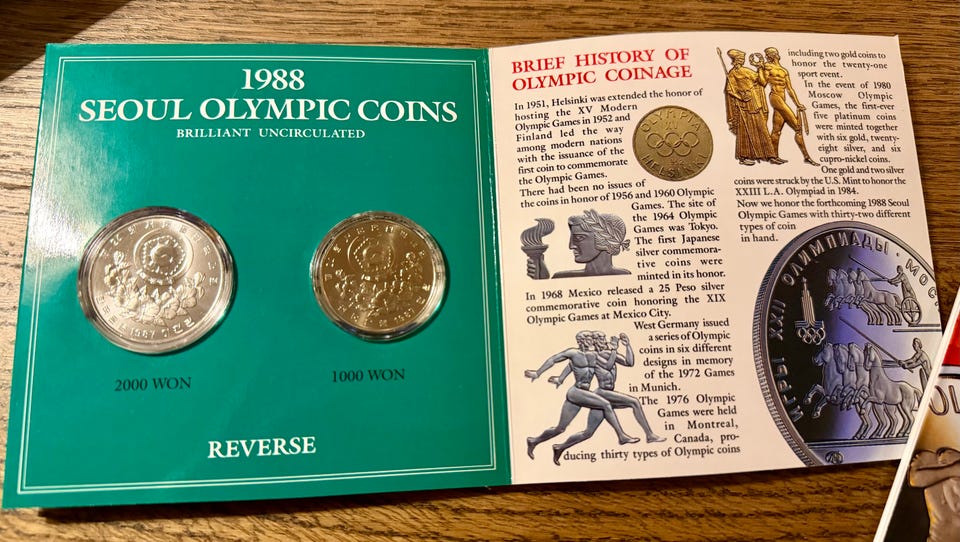 1988
SEOUL OLYMPIC COINS
BRILLIANT UNCIRCULATED
1987
1987
2000 WON
1000 WON
REVERSE
BRIEF HISTORY OF
OLYMPIC COINAGE
In 1951, Helsinki was extended the honor of
hosting the XV Modern
Olympic Games in 1952 and
Finland led the way
among modern nations
with the issuance of the
first coin to commemorate
the Olympic Games.
There had been no issues of
the coins in honor of 1956 and 1960 Olympic
Games. The site of
the 1964 Olympic
Games was Tokyo.
The first Japanese
silver commemora-
tive coins were
minted in its honor.
In 1968 Mexico released a 25 Peso silver
commemorative coin honoring the XIX
Olympic Games at Mexico City.
West Germany issued
a series of Olympic
coins in six different
designs in memory
of the 1972 Games
in Munich.
The 1976 Olympic
Games were held
in Montreal,
Canada, pro-
ducing thirty types of Olympic coins
HELSINKI
including two gold coins to
honor the twenty-one
sport event.
In the event of 1980
Moscow Olympic
Games, the first-ever
five platinum coins
were minted together
with six gold, twenty-
eight silver, and six
cupro-nickel coins.
One gold and two silver
coins were struck by the U.S. Mint to honor the
XXIII L.A. Olympiad in 1984.
Now we honor the forthcoming 1988 Seoul
Olympic Games with thirty-two different
types of coin
in hand.
ИГРЫ XXII ОЛИМПИАДЫ
OL